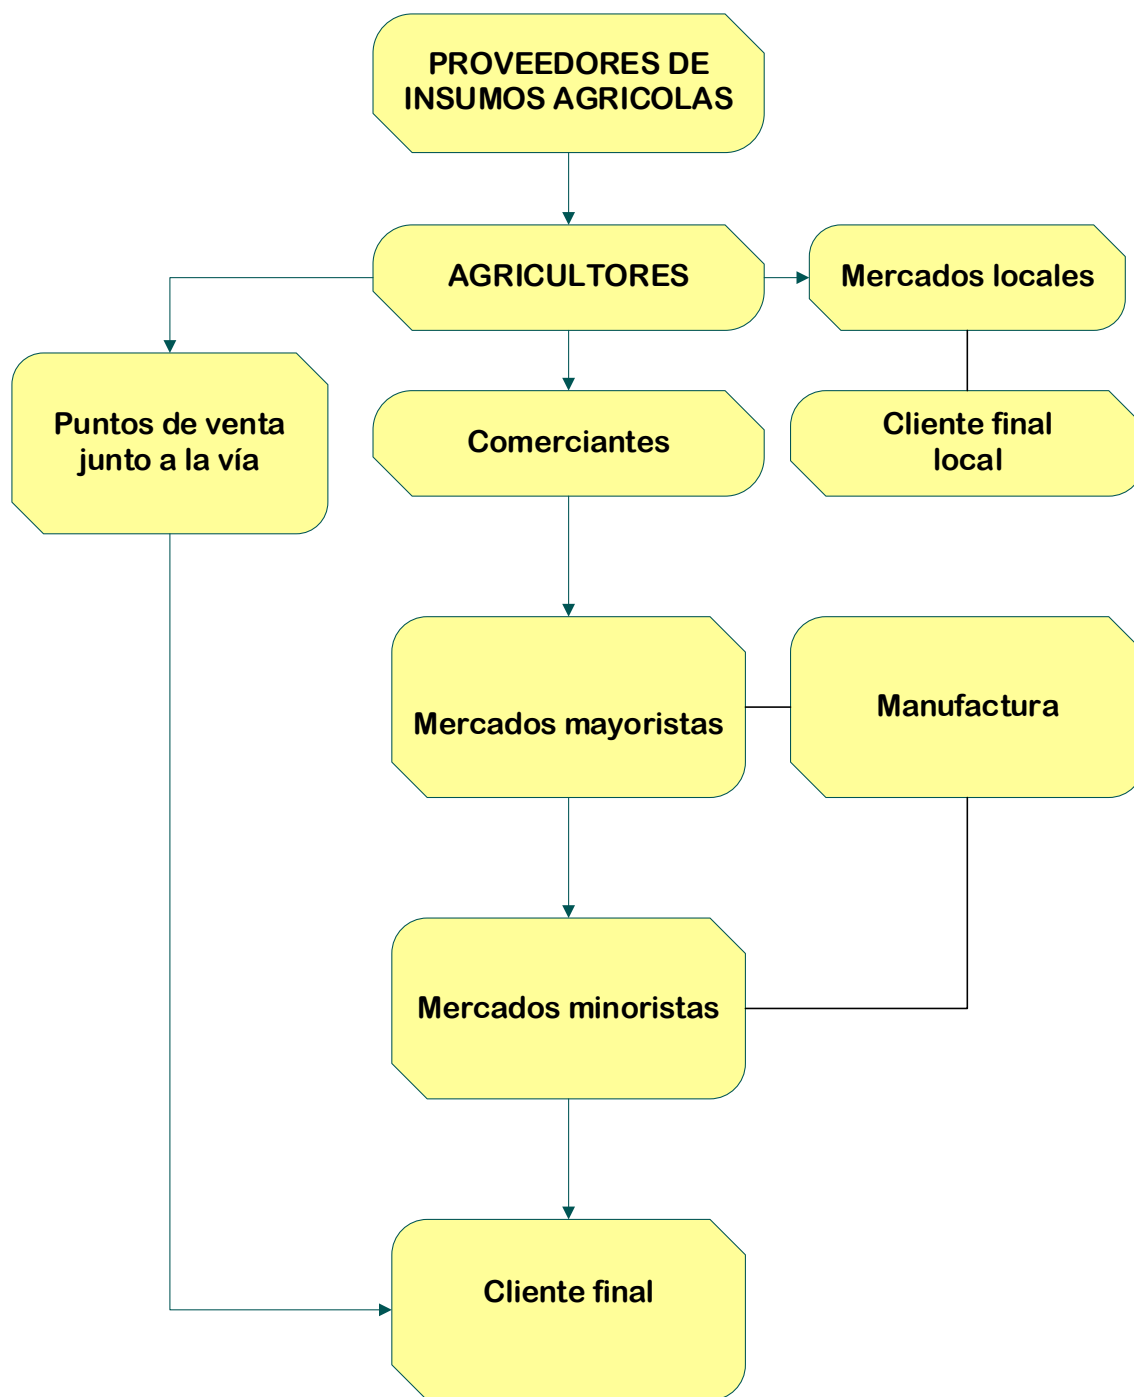 PROVEEDORES DE
INSUMOS AGRICOLAS
AGRICULTORES
Mercados locales
Puntos de venta
junto a la vía
Comerciantes
Cliente final
local
Mercados mayoristas
Manufactura
Mercados minoristas
Cliente final